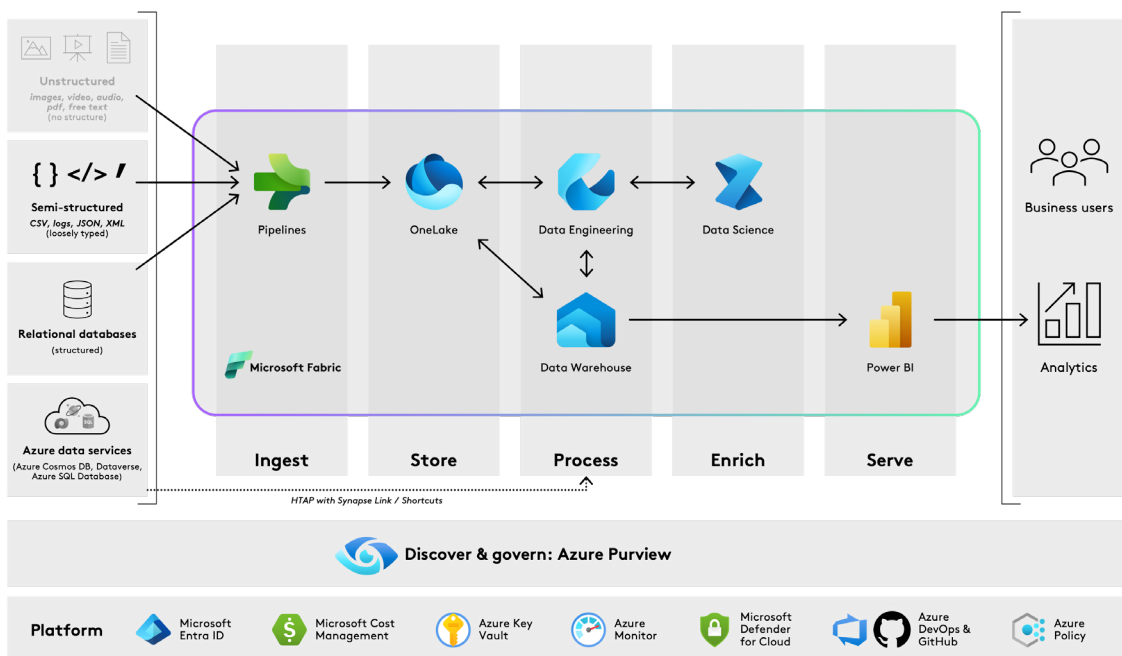 Unstructured
images, video, audio,
pdf, free text
(no structure)
{ } </> ′
Semi-structured
CSV, logs, JSON, XML
(loosely typed)
Relational databases
(structured)
Azure data services
(Azure Cosmos DB, Dataverse,
Azure SQL Database)
Pipelines
OneLake
Data Engineering
Data Science
Microsoft Fabric
Data Warehouse
Power BI
Ingest
Store
Process
Enrich
Serve
HTAP with Synapse Link / Shortcuts
Business users
Analytics
Discover & govern: Azure Purview
Platform
Microsoft
Entra ID
$
Microsoft Cost
Management
Azure Key
Vault
Azure
Monitor
Microsoft
Defender
for Cloud
Azure
DevOps &
GitHub
Azure
Policy